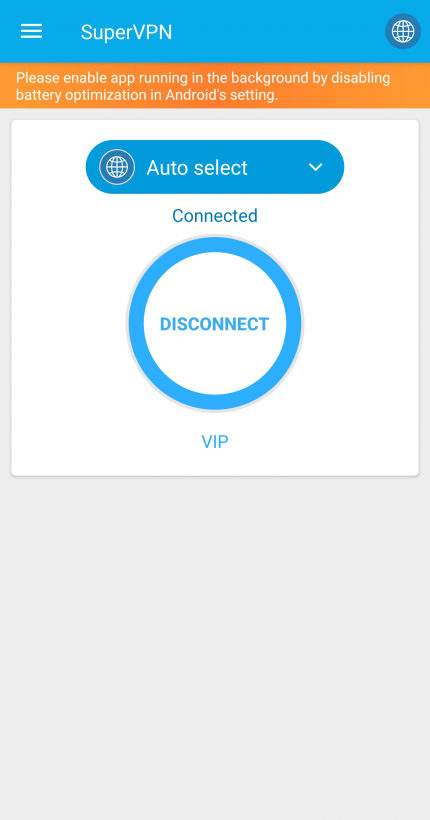 SuperVPN
Please enable app running in the background by disabling
battery optimization in Android's setting.
Auto select
Connected
DISCONNECT
VIP